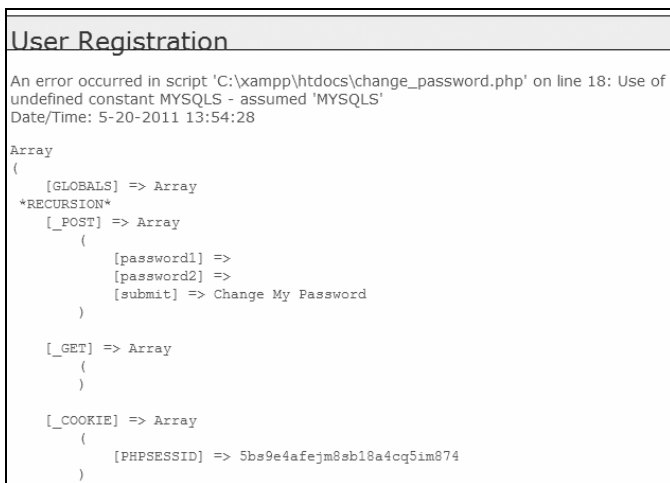 User Registration
An error occurred in script 'C:\xampp\htdocs\change_password.php' on line 18: Use of
undefined constant MYSQLS - assumed 'MYSQLS'
Date/Time: 5-20-2011 13:54:28
Array
(
    [GLOBALS] => Array
 *RECURSION*
    [_POST] => Array
        (
            [password1] =>
            [password2] =>
            [submit] => Change My Password
        )

    [_GET] => Array
        (
        )

    [_COOKIE] => Array
        (
            [PHPSESSID] => 5bs9e4afejm8sb18a4cq5im874
        )